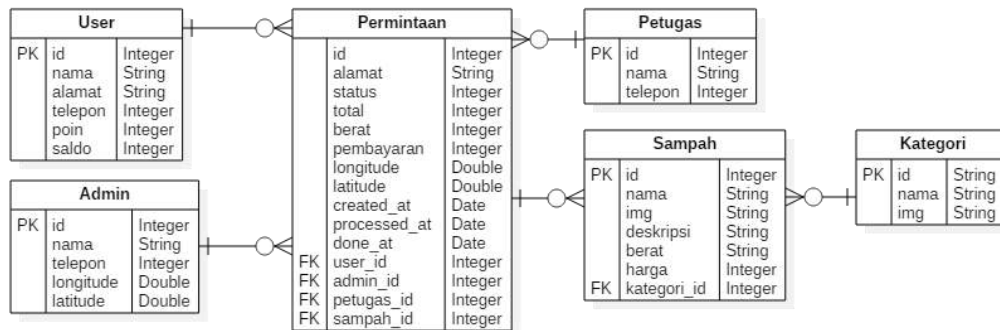 User
PK id Integer
nama String
alamat String
telepon Integer
poin Integer
saldo Integer
Admin
PK id Integer
nama String
telepon Integer
longitude Double
latitude Double
Permintaan
id Integer
alamat String
status Integer
total Integer
berat Integer
pembayaran Integer
longitude Double
latitude Double
created_at Date
processed_at Date
done_at Date
FK user_id Integer
FK admin_id Integer
FK petugas_id Integer
FK sampah_id Integer
Petugas
PK id Integer
nama String
telepon Integer
Sampah
PK id Integer
nama String
img String
deskripsi String
berat String
harga Integer
FK kategori_id Integer
Kategori
PK id String
nama String
img String